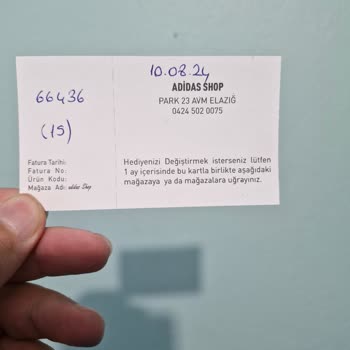 66436
(15)
Fatura Tarihi:
Fatura No:
Ürün Kodu:
Mağaza Adı: adidas Shop
10.08.24
ADİDAS SHOP
PARK 23 AVM ELAZIĞ
0424 502 0075
Hediyenizi Değiştirmek isterseniz lütfen
1 ay içerisinde bu kartla birlikte aşağıdaki
mağazaya ya da mağazalara uğrayınız.